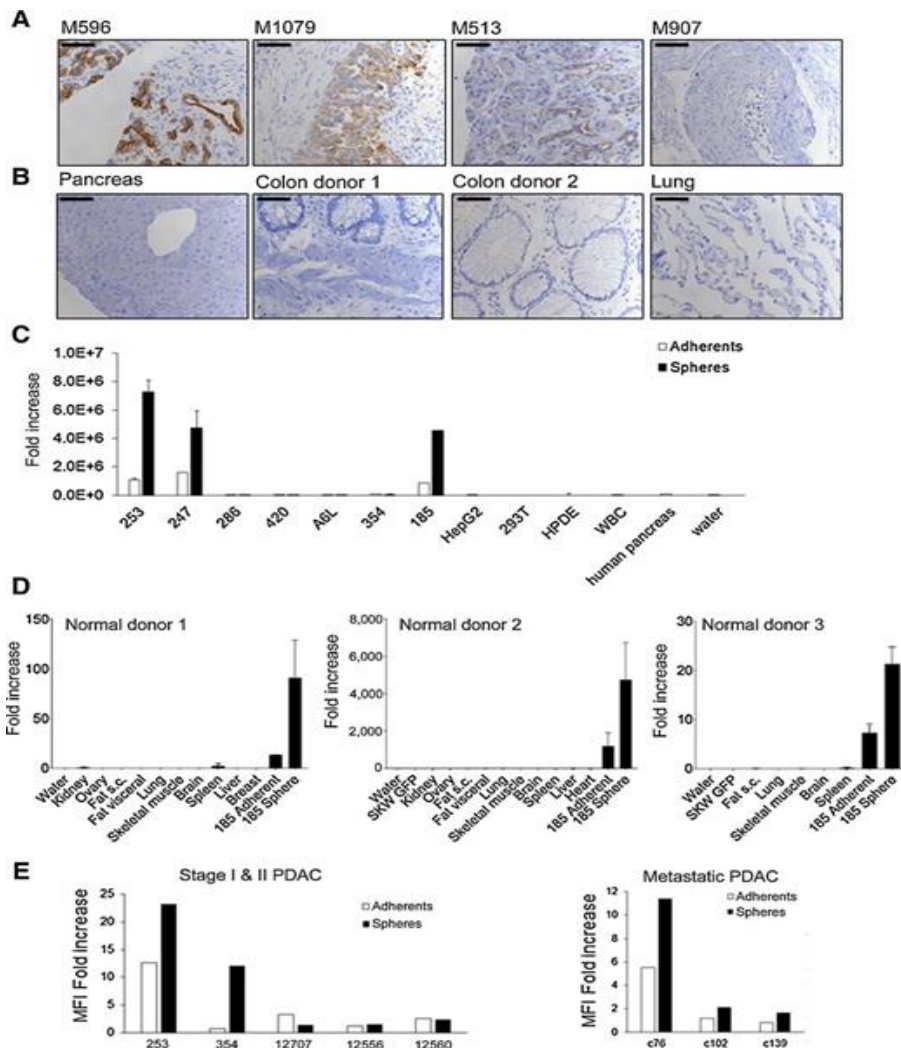 A
M596 M1079 M513 M907
B
Pancreas Colon donor 1 Colon donor 2 Lung
C
Adherents
Spheres
Fold increase
1.0E+7
8.0E+6
6.0E+6
4.0E+6
2.0E+6
0.0E+0
253 247 286 420 A6L 354 185 HepG2 293T HPDE WBC human pancreas water
D
Normal donor 1
Fold increase
150
100
50
0
Water Kidney Ovary Fat s.c. Fat visceral Lung Skeletal muscle Brain Spleen Liver Breast 185 Adherent 185 Sphere
Normal donor 2
Fold increase
8,000
6,000
4,000
2,000
0
Water SKW GFP Kidney Ovary Fat s.c. Fat visceral Lung Skeletal muscle Brain Spleen Liver Heart 185 Adherent 185 Sphere
Normal donor 3
Fold increase
30
20
10
0
Water SKW GFP Fat s.c. Lung Skeletal muscle Brain Spleen 185 Adherent 185 Sphere
E
Stage I & II PDAC
Adherents
Spheres
MFI Fold increase
25
20
15
10
5
0
253 354 12707 12556 12560
Metastatic PDAC
Adherents
Spheres
MFI Fold increase
12
10
8
6
4
2
0
c76 c102 c139